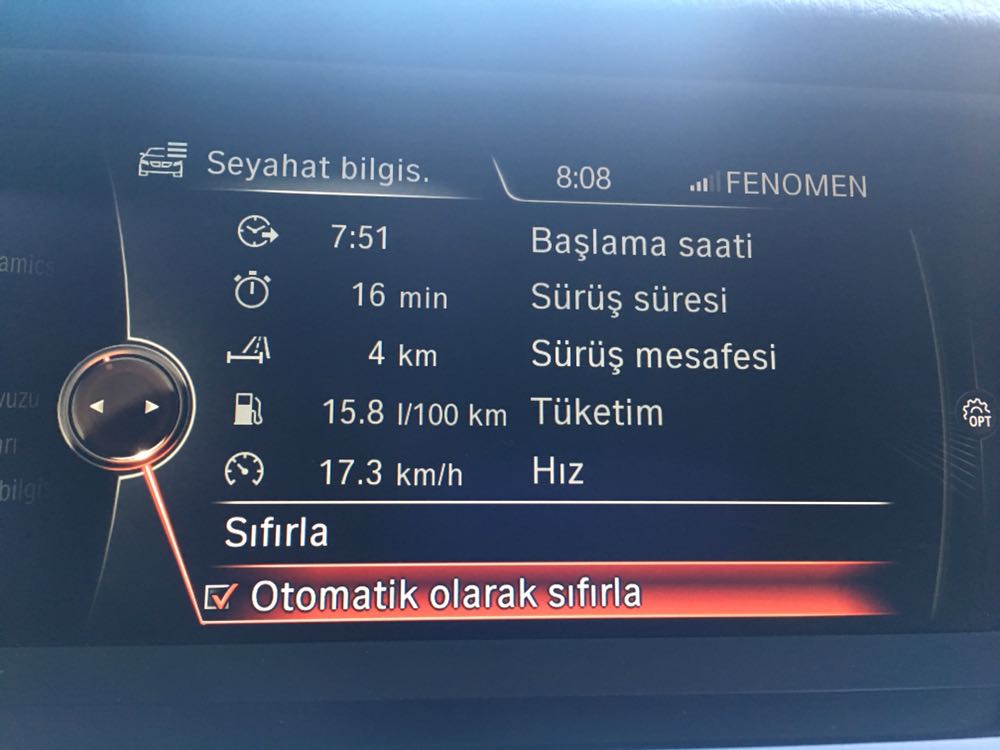 Seyahat bilgis. 8:08 FENOMEN
7:51 Başlama saati
16 min Sürüş süresi
4 km Sürüş mesafesi
15.8 l/100 km Tüketim
17.3 km/h Hız
Sıfırla
Otomatik olarak sıfırla
OPT